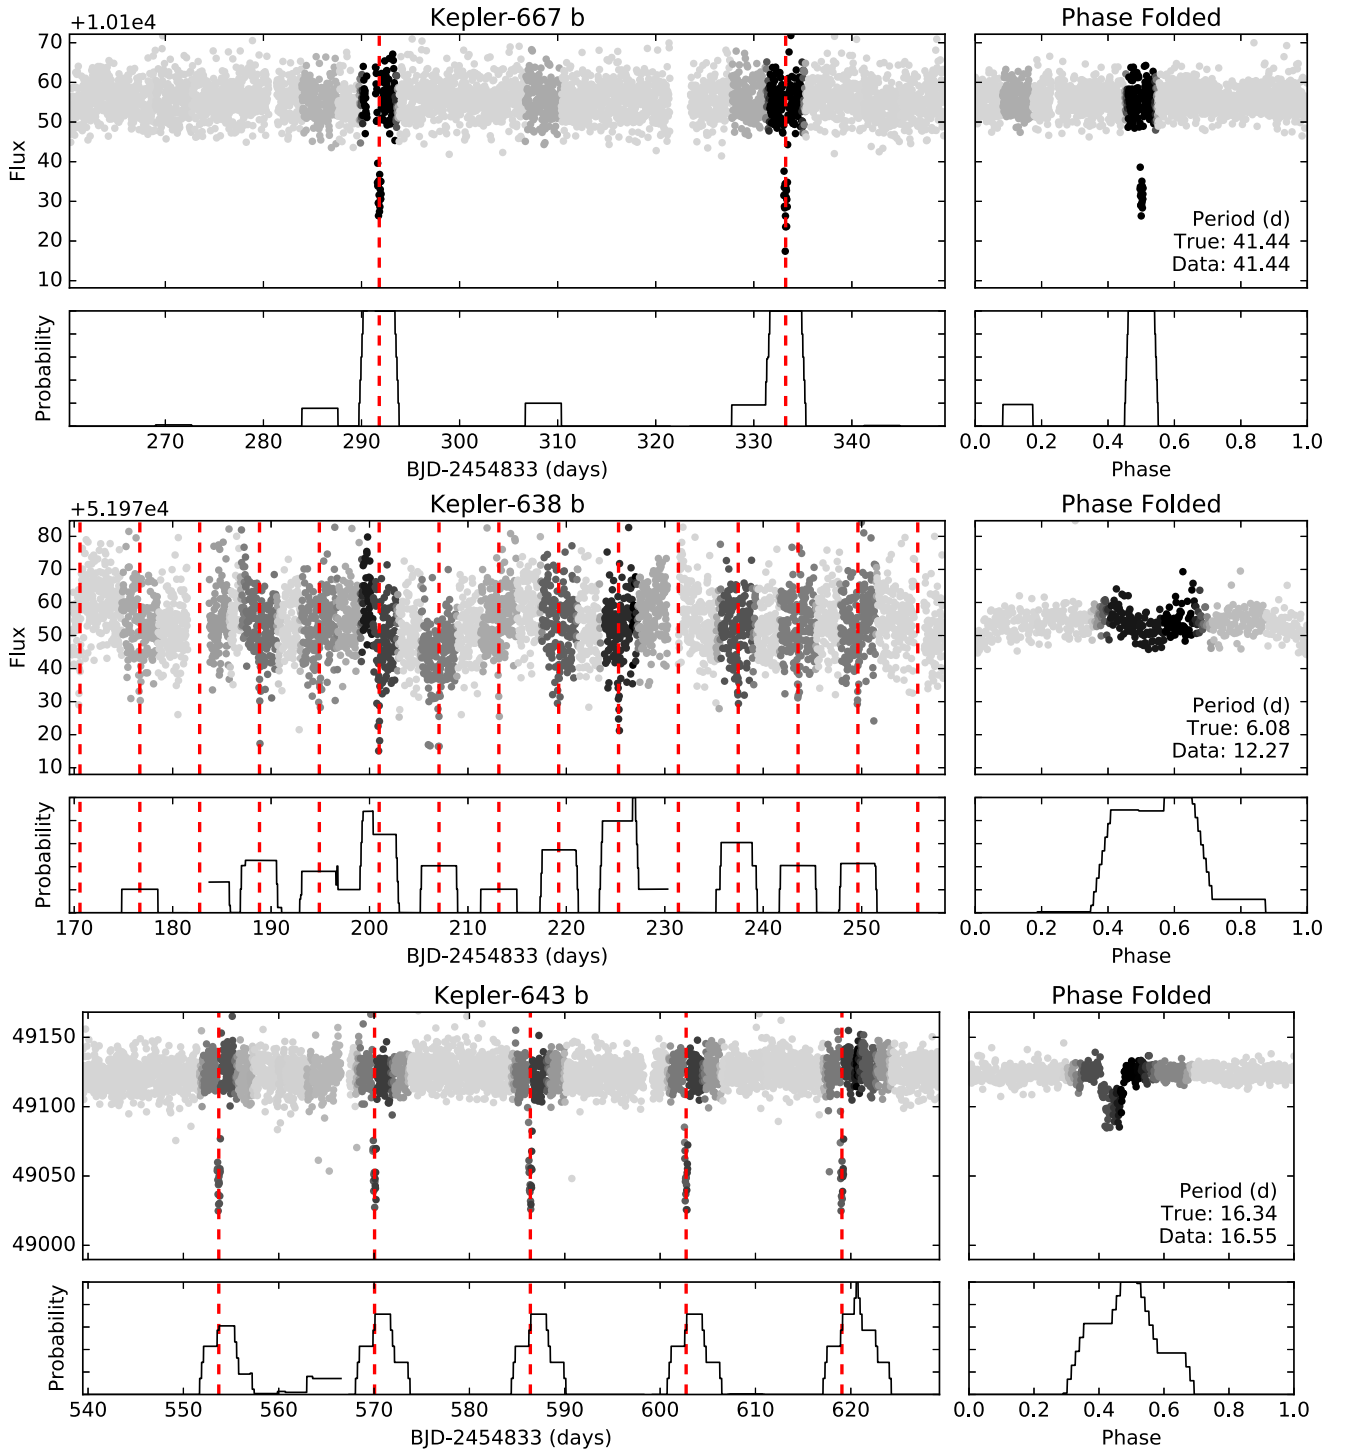 Kepler-667 b
Phase Folded
+1.01e4
70
60
50
40
30
20
10
Flux
Period (d)
True: 41.44
Data: 41.44
Probability
270 280 290 300 310 320 330 340
0.0 0.2 0.4 0.6 0.8 1.0
BJD-2454833 (days)
Phase
Kepler-638 b
Phase Folded
+5.197e4
80
70
60
50
40
30
20
10
Flux
Period (d)
True: 6.08
Data: 12.27
Probability
170 180 190 200 210 220 230 240 250
0.0 0.2 0.4 0.6 0.8 1.0
BJD-2454833 (days)
Phase
Kepler-643 b
Phase Folded
49150
49100
49050
49000
Period (d)
True: 16.34
Data: 16.55
Probability
540 550 560 570 580 590 600 610 620
0.0 0.2 0.4 0.6 0.8 1.0
BJD-2454833 (days)
Phase